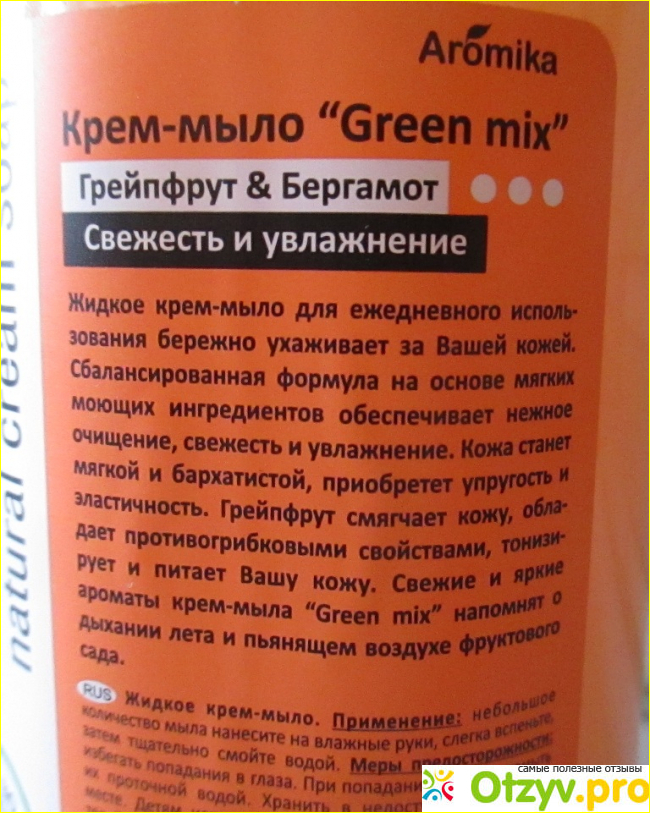 Aromika
Крем-мыло “Green mix”
Грейпфрут & Бергамот
Свежесть и увлажнение
Жидкое крем-мыло для ежедневного исполь-
зования бережно ухаживает за Вашей кожей.
Сбалансированная формула на основе мягких
моющих ингредиентов обеспечивает нежное
очищение, свежесть и увлажнение. Кожа станет
мягкой и бархатистой, приобретет упругость и
эластичность. Грейпфрут смягчает кожу, обла-
дает противогрибковыми свойствами, тонизи-
рует и питает Вашу кожу. Свежие и яркие
ароматы крем-мыла “Green mix” напомнят о
дыхании лета и пьянящем воздухе фруктового
сада.
RUS Жидкое крем-мыло. Применение: небольшое
количество мыла нанесите на влажные руки, слегка вспеньте,
затем тщательно смойте водой. Меры предосторожности:
избегать попадания в глаза. При попадании
их проточной водой. Хранить в
месте. Детям
natural cream soap
самые полезные отзывы
Otzyv.pro